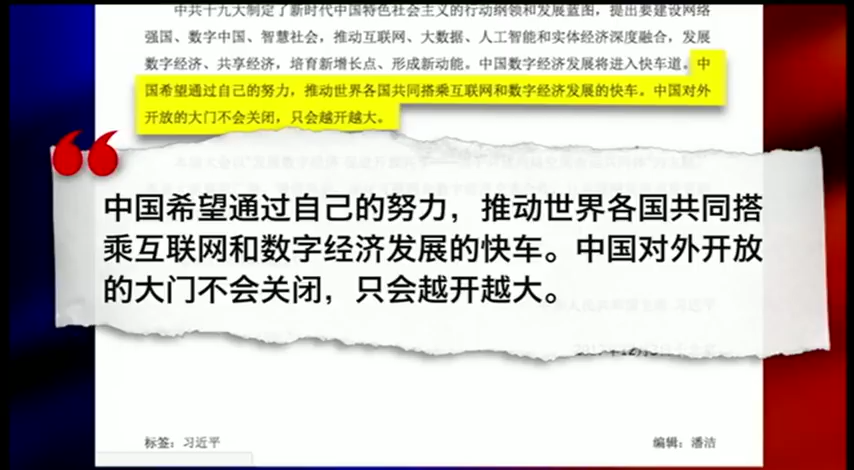 中共十九大制定了新时代中国特色社会主义的行动纲领和发展蓝图，提出要建设网络
强国、数字中国、智慧社会，推动互联网、大数据、人工智能和实体经济深度融合，发展
数字经济、共享经济，培育新增长点、形成新动能。中国数字经济发展将进入快车道。中
国希望通过自己的努力，推动世界各国共同搭乘互联网和数字经济发展的快车。中国对外
开放的大门不会关闭，只会越开越大。
中国希望通过自己的努力，推动世界各国共同搭
乘互联网和数字经济发展的快车。中国对外开放
的大门不会关闭，只会越开越大。
标签：习近平
编辑：潘洁